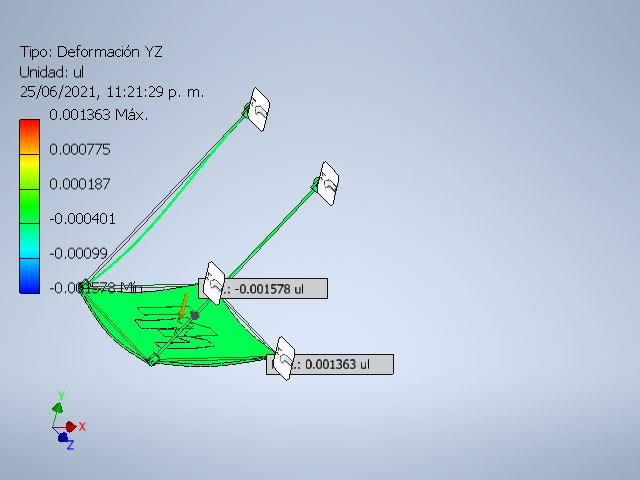 Tipo: Deformación YZ
Unidad: ul
25/06/2021, 11:21:29 p. m.
0.001363 Máx.
0.000775
0.000187
-0.000401
-0.00099
-0.001578 Mín.
.: -0.001578 ul
.: 0.001363 ul
Y
X
Z